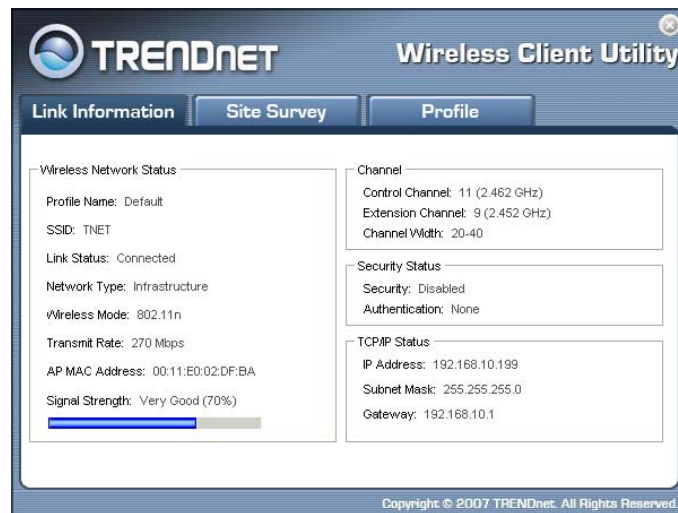 TRENDnet
Wireless Client Utility
Link Information
Site Survey
Profile
Wireless Network Status
Profile Name: Default
SSID: TNET
Link Status: Connected
Network Type: Infrastructure
Wireless Mode: 802.11n
Transmit Rate: 270 Mbps
AP MAC Address: 00:11:E0:02:DF:BA
Signal Strength: Very Good (70%)
Channel
Control Channel: 11 (2.462 GHz)
Extension Channel: 9 (2.452 GHz)
Channel Width: 20-40
Security Status
Security: Disabled
Authentication: None
TCP/IP Status
IP Address: 192.168.10.199
Subnet Mask: 255.255.255.0
Gateway: 192.168.10.1
Copyright © 2007 TRENDnet. All Rights Reserved.